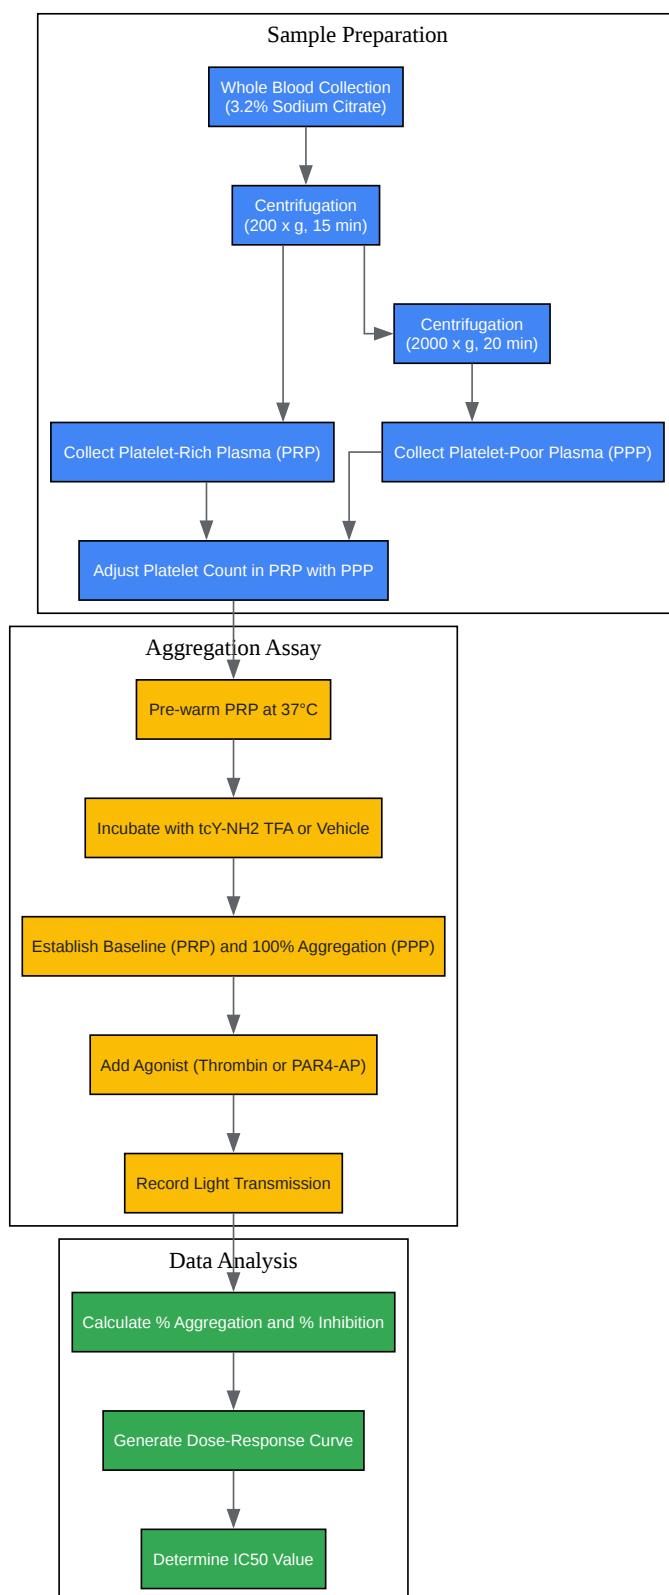 Sample Preparation
Whole Blood Collection
(3.2% Sodium Citrate)
Centrifugation
(200 x g, 15 min)
Centrifugation
(2000 x g, 20 min)
Collect Platelet-Rich Plasma (PRP)
Collect Platelet-Poor Plasma (PPP)
Adjust Platelet Count in PRP with PPP
Aggregation Assay
Pre-warm PRP at 37°C
Incubate with tcY-NH2 TFA or Vehicle
Establish Baseline (PRP) and 100% Aggregation (PPP)
Add Agonist (Thrombin or PAR4-AP)
Record Light Transmission
Data Analysis
Calculate % Aggregation and % Inhibition
Generate Dose-Response Curve
Determine IC50 Value